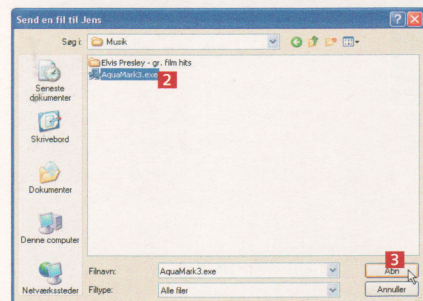 Send en fil til Jens
Søg i: Musik
Elvis Presley - gr. film hits
AquaMark3.exe 2
Seneste
dokumenter
Skrivebord
Dokumenter
Denne computer
3
Filnavn: AquaMark3.exe Åbn
Netværkssteder Filtype: Alle filer Annuller